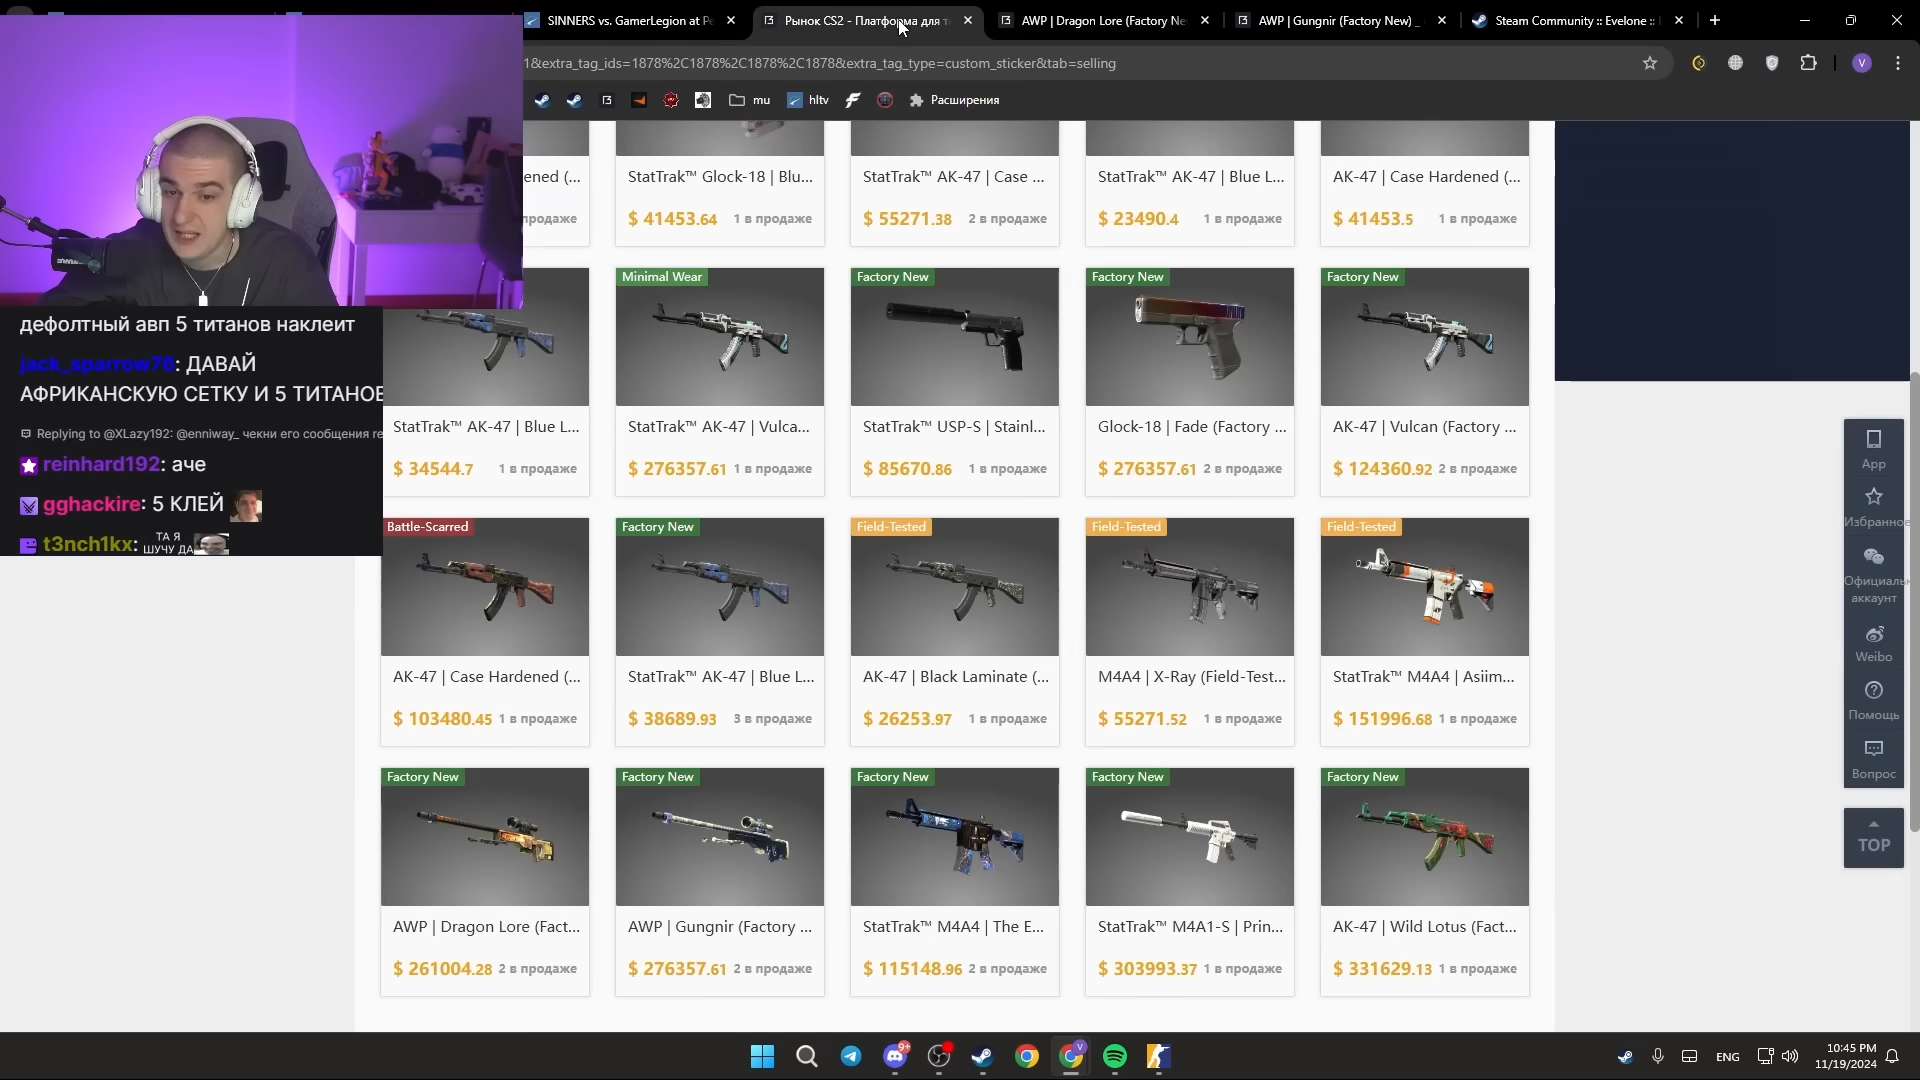 SINNERS vs. GamerLegion at Pe
Рынок CS2 - Платформа для т
AWP | Dragon Lore (Factory Ne
AWP | Gungnir (Factory New) _
Steam Community :: Evelone ::
1&extra_tag_ids=1878%2C1878%2C1878%2C1878&extra_tag_type=custom_sticker&tab=selling
V
mu
hltv
Расширения
ened (...
StatTrak™ Glock-18 | Blu...
StatTrak™ AK-47 | Case ...
StatTrak™ AK-47 | Blue L...
AK-47 | Case Hardened (...
продаже
$ 41453.64 1 в продаже
$ 55271.38 2 в продаже
$ 23490.4 1 в продаже
$ 41453.5 1 в продаже
дефолтный авп 5 титанов наклеит
jack_sparrow76: ДАВАЙ
АФРИКАНСКУЮ СЕТКУ И 5 ТИТАНОВ
Replying to @XLazy192: @enniway_ чекни его сообщения re
reinhard192: аче
gghackire: 5 КЛЕЙ
t3nch1kx: ТА Я
ШУЧУ ДА
Minimal Wear
Factory New
Factory New
Factory New
StatTrak™ AK-47 | Blue L...
StatTrak™ AK-47 | Vulca...
StatTrak™ USP-S | Stainl...
Glock-18 | Fade (Factory ...
AK-47 | Vulcan (Factory ...
$ 34544.7 1 в продаже
$ 276357.61 1 в продаже
$ 85670.86 1 в продаже
$ 276357.61 2 в продаже
$ 124360.92 2 в продаже
Battle-Scarred
Factory New
Field-Tested
Field-Tested
Field-Tested
AK-47 | Case Hardened (...
StatTrak™ AK-47 | Blue L...
AK-47 | Black Laminate (...
M4A4 | X-Ray (Field-Test...
StatTrak™ M4A4 | Asiim...
$ 103480.45 1 в продаже
$ 38689.93 3 в продаже
$ 26253.97 1 в продаже
$ 55271.52 1 в продаже
$ 151996.68 1 в продаже
Factory New
Factory New
Factory New
Factory New
Factory New
AWP | Dragon Lore (Fact...
AWP | Gungnir (Factory ...
StatTrak™ M4A4 | The E...
StatTrak™ M4A1-S | Prin...
AK-47 | Wild Lotus (Fact...
$ 261004.28 2 в продаже
$ 276357.61 2 в продаже
$ 115148.96 2 в продаже
$ 303993.37 1 в продаже
$ 331629.13 1 в продаже
App
Избранное
Официальн
аккаунт
Weibo
Помощь
Вопрос
TOP
9+
V
ENG
10:45 PM
11/19/2024